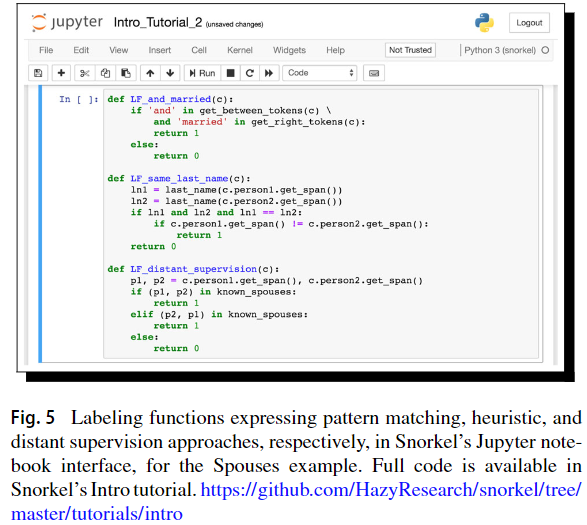 jupyter Intro_Tutorial_2 (unsaved changes) Logout
File Edit View Insert Cell Kernel Widgets Help Not Trusted Python 3 (snorkel)
Run Code
In [ ]: def LF_and_married(c):
if 'and' in get_between_tokens(c) \
and 'married' in get_right_tokens(c):
return 1
else:
return 0
def LF_same_last_name(c):
ln1 = last_name(c.person1.get_span())
ln2 = last_name(c.person2.get_span())
if ln1 and ln2 and ln1 == ln2:
if c.person1.get_span() != c.person2.get_span():
return 1
return 0
def LF_distant_supervision(c):
p1, p2 = c.person1.get_span(), c.person2.get_span()
if (p1, p2) in known_spouses:
return 1
elif (p2, p1) in known_spouses:
return 1
else:
return 0
Fig. 5 Labeling functions expressing pattern matching, heuristic, and
distant supervision approaches, respectively, in Snorkel's Jupyter note-
book interface, for the Spouses example. Full code is available in
Snorkel's Intro tutorial. https://github.com/HazyResearch/snorkel/tree/
master/tutorials/intro